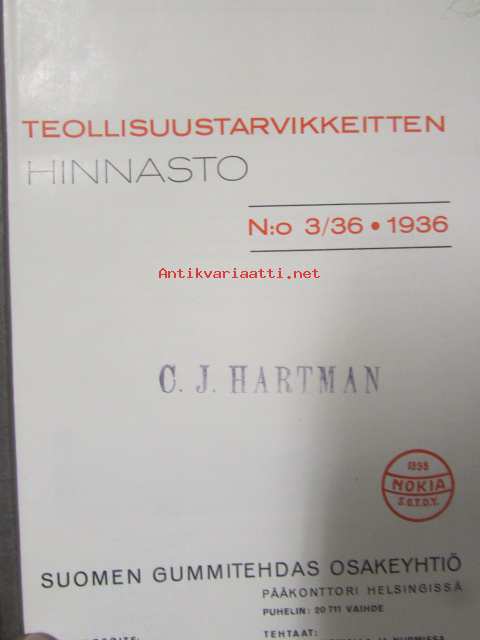 TEOLLISUUSTARVIKKEITTEN
HINNASTO
N:o 3/36 • 1936
Antikvariaatti.net
C. J. HARTMAN
1898
NOKIA
S.G.T.O.Y.
SUOMEN GUMMITEHDAS OSAKEYHTIÖ
PÄÄKONTTORI HELSINGISSÄ
PUHELIN: 20 711 VAIHDE
TEHTAAT: